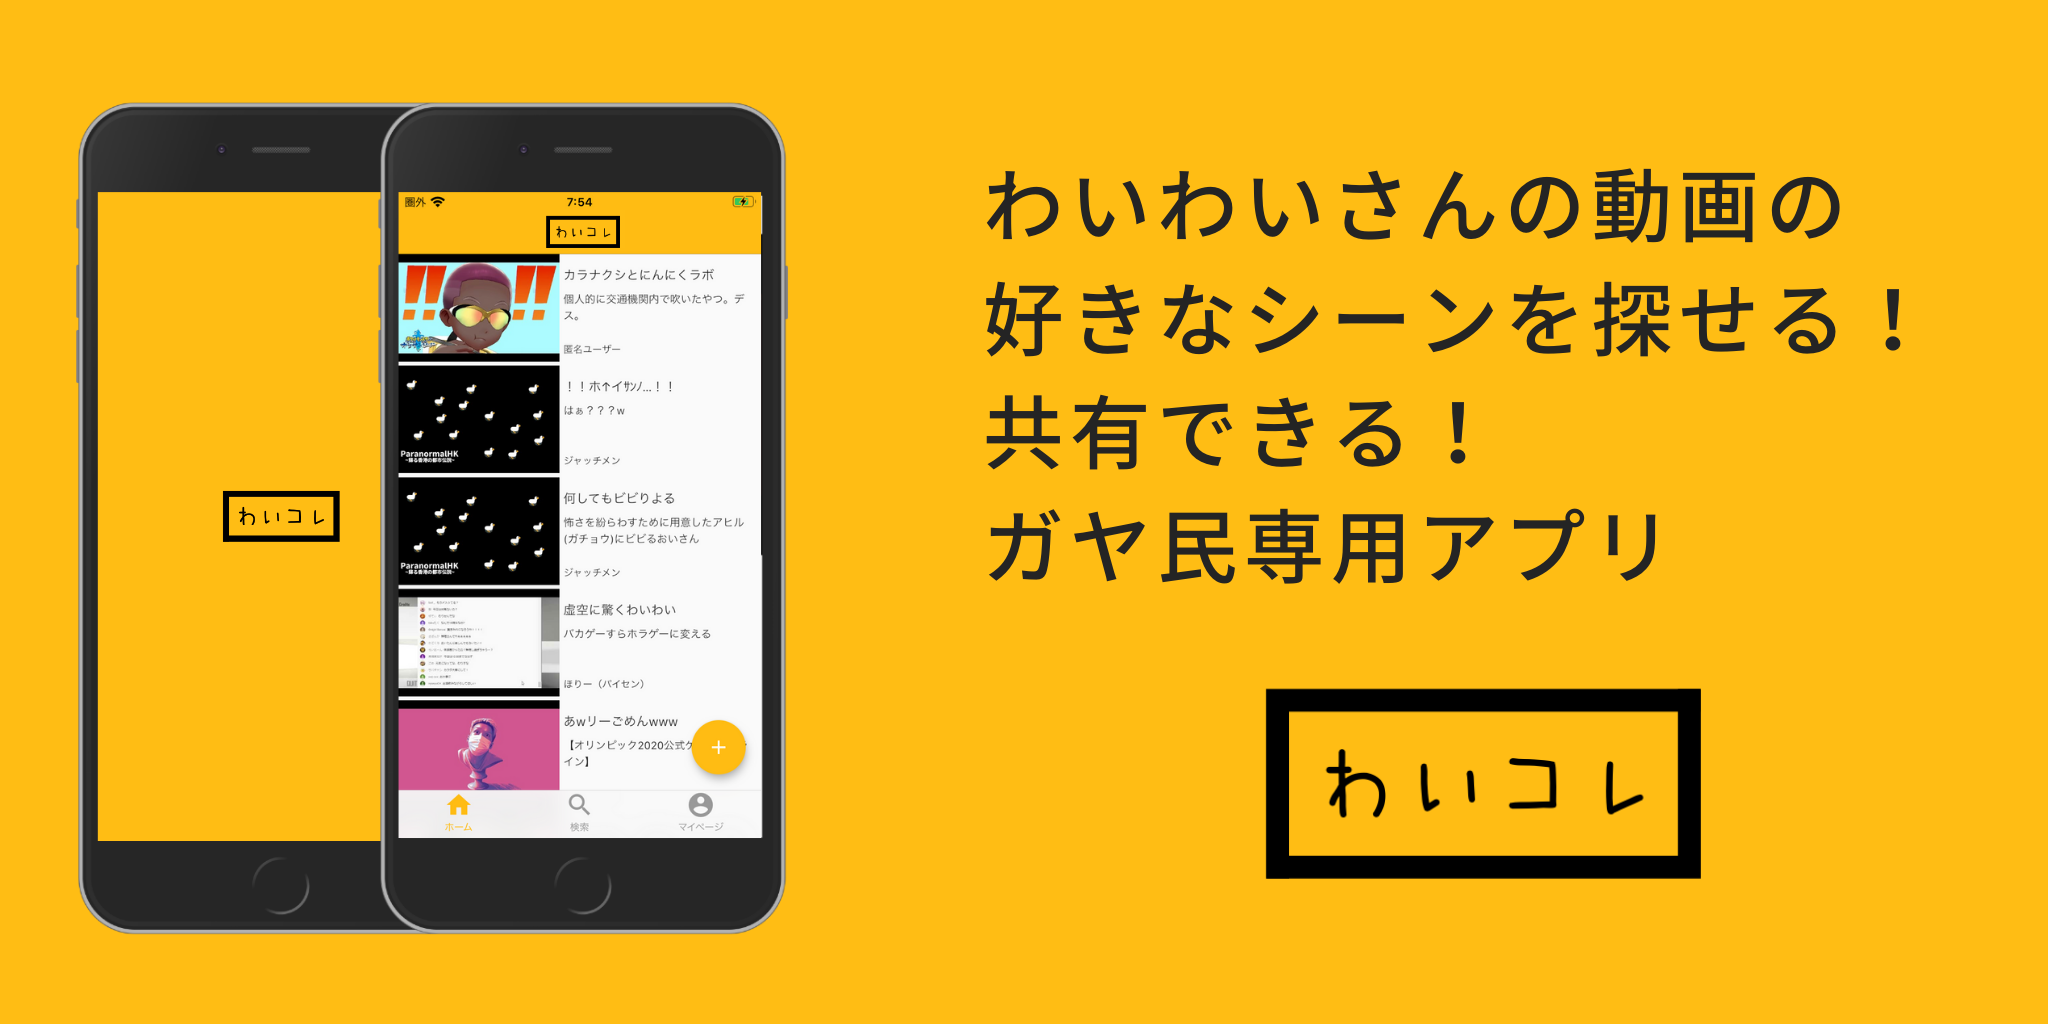 わいコレ
圏外
7:54
わいコレ
!! !!
カラナクシとにんにくラボ
個人的に交通機関内で吹いたやつ。デ
ス。
匿名ユーザー
！！ホ↑イサンノ...！！
はぁ？？？w
ParanormalHK
ジャッチメン
何してもビビりよる
怖さを紛らわすために用意したアヒル
(ガチョウ)にビビるおいさん
ParanormalHK
ジャッチメン
虚空に驚くわいわい
バカゲーすらホラゲーに変える
ほりー（バイセン）
あwリーごめんwww
【オリンピック2020公式ゲ
イン】
+
ホーム
検索
マイページ
わいわいさんの動画の
好きなシーンを探せる！
共有できる！
ガヤ民専用アプリ
わいコレ